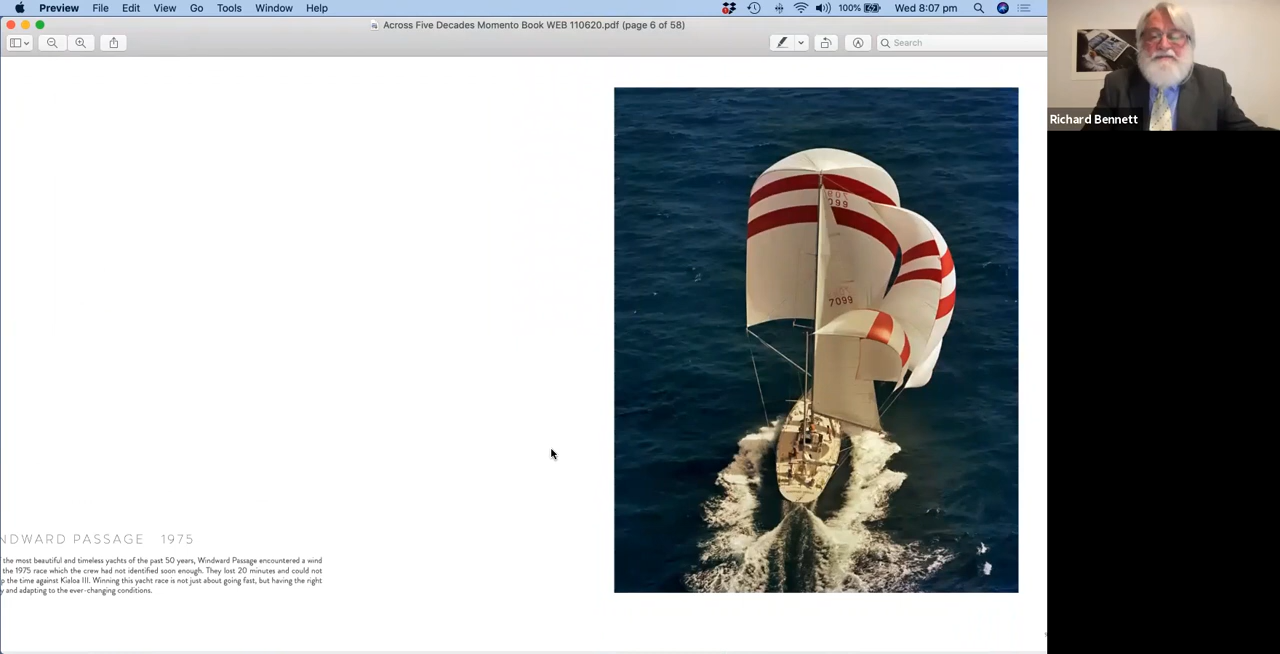 Preview File Edit View Go Tools Window Help
100% Wed 8:07 pm
Across Five Decades Momento Book WEB 110620.pdf (page 6 of 58)
Search
Richard Bennett
7099
NDWARD PASSAGE 1975
the most beautiful and timeless yachts of the past 50 years, Windward Passage encountered a wind
the 1975 race which the crew had not identified soon enough. They lost 20 minutes and could not
p the time against Kialoa III. Winning this yacht race is not just about going fast, but having the right
y and adapting to the ever-changing conditions.